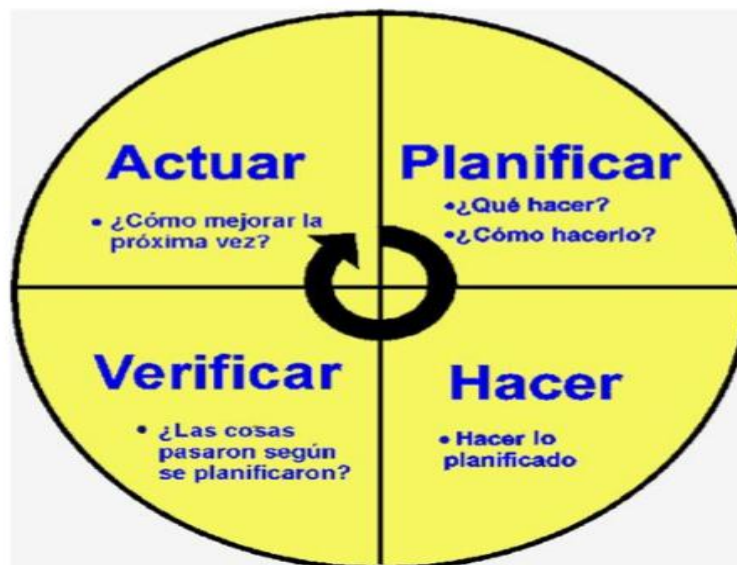 Actuar
• ¿Cómo mejorar la
próxima vez?
Planificar
•¿Qué hacer?
•¿Cómo hacerlo?
Verificar
• ¿Las cosas
pasaron según
se planificaron?
Hacer
• Hacer lo
planificado